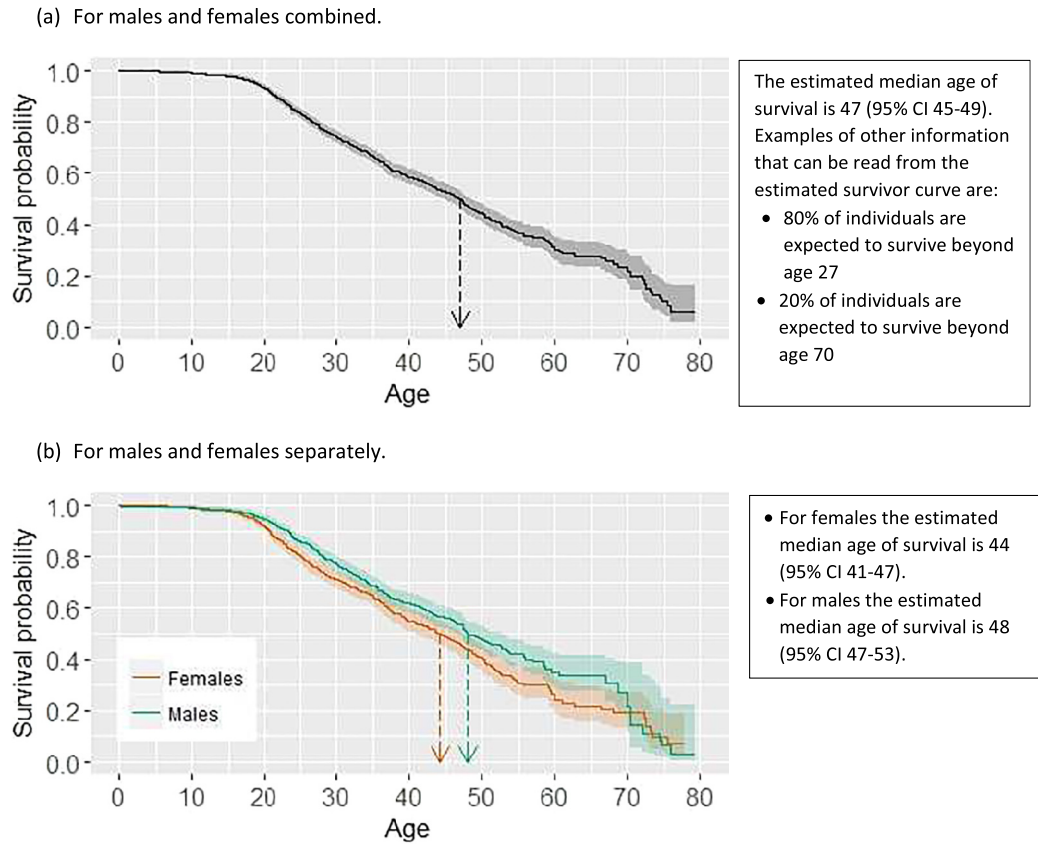 (a) For males and females combined.
Survival probability
1.0
0.8
0.6
0.4
0.2
0.0
0 10 20 30 40 50 60 70 80
Age
The estimated median age of
survival is 47 (95% CI 45-49).
Examples of other information
that can be read from the
estimated survivor curve are:
• 80% of individuals are
expected to survive beyond
age 27
• 20% of individuals are
expected to survive beyond
age 70
(b) For males and females separately.
Survival probability
1.0
0.8
0.6
0.4
0.2
0.0
Females
Males
0 10 20 30 40 50 60 70 80
Age
• For females the estimated
median age of survival is 44
(95% CI 41-47).
• For males the estimated
median age of survival is 48
(95% CI 47-53).